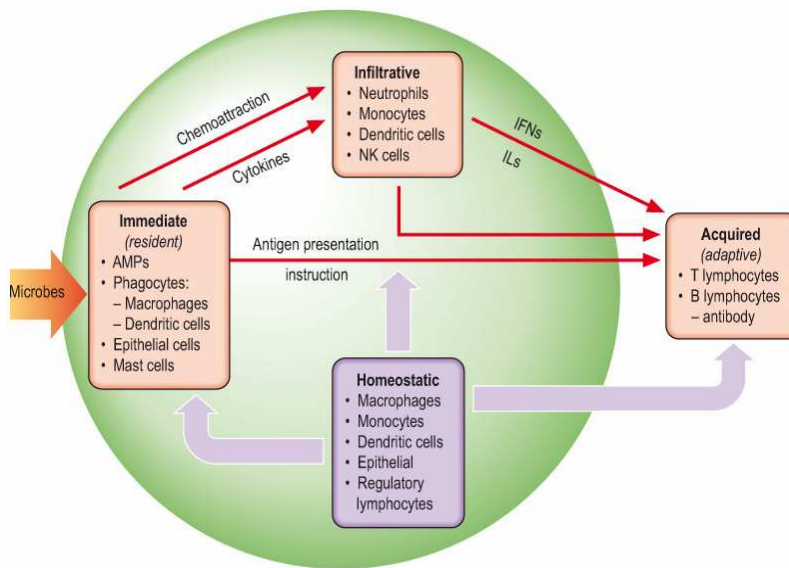 Infiltrative
• Neutrophils
• Monocytes
• Dendritic cells
• NK cells
Chemoattraction
Cytokines
IFNs
ILs
Immediate
(resident)
• AMPs
• Phagocytes:
– Macrophages
– Dendritic cells
• Epithelial cells
• Mast cells
Microbes
Antigen presentation
instruction
Acquired
(adaptive)
• T lymphocytes
• B lymphocytes
– antibody
Homeostatic
• Macrophages
• Monocytes
• Dendritic cells
• Epithelial
• Regulatory
lymphocytes